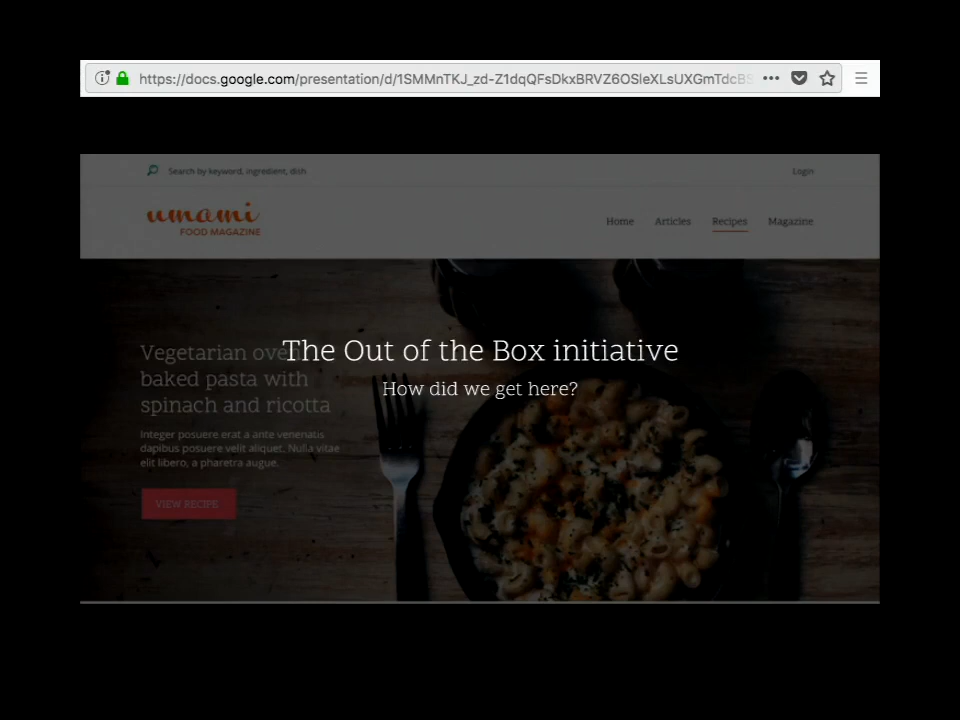 https://docs.google.com/presentation/d/1SMMnTKJ_zd-Z1dqQFsDkxBRVZ6OSleXLsUXGmTdcBS
Search by keyword, ingredient, dish
Login
umami
FOOD MAGAZINE
Home Articles Recipes Magazine
The Out of the Box initiative
How did we get here?
Vegetarian oven
baked pasta with
spinach and ricotta
Integer posuere erat a ante venenatis
dapibus posuere velit aliquet. Nulla vitae
elit libero, a pharetra augue.
VIEW RECIPE